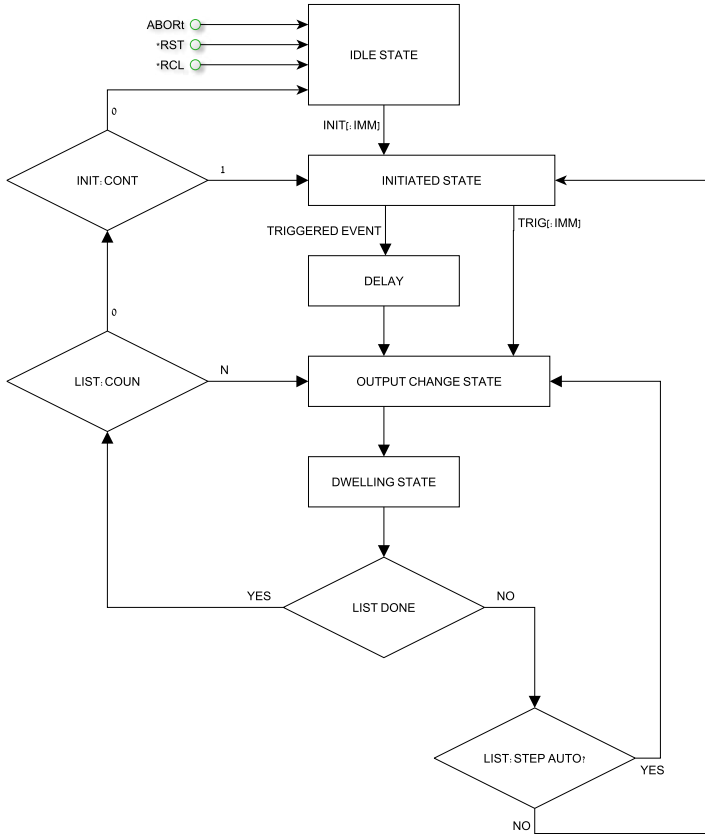 ABORt
*RST
*RCL
IDLE STATE
0
INIT[:IMM]
INIT:CONT
1
INITIATED STATE
TRIGGERED EVENT
TRIG[:IMM]
DELAY
0
LIST:COUN
N
OUTPUT CHANGE STATE
DWELLING STATE
YES
LIST DONE
NO
LIST:STEP AUTO?
YES
NO